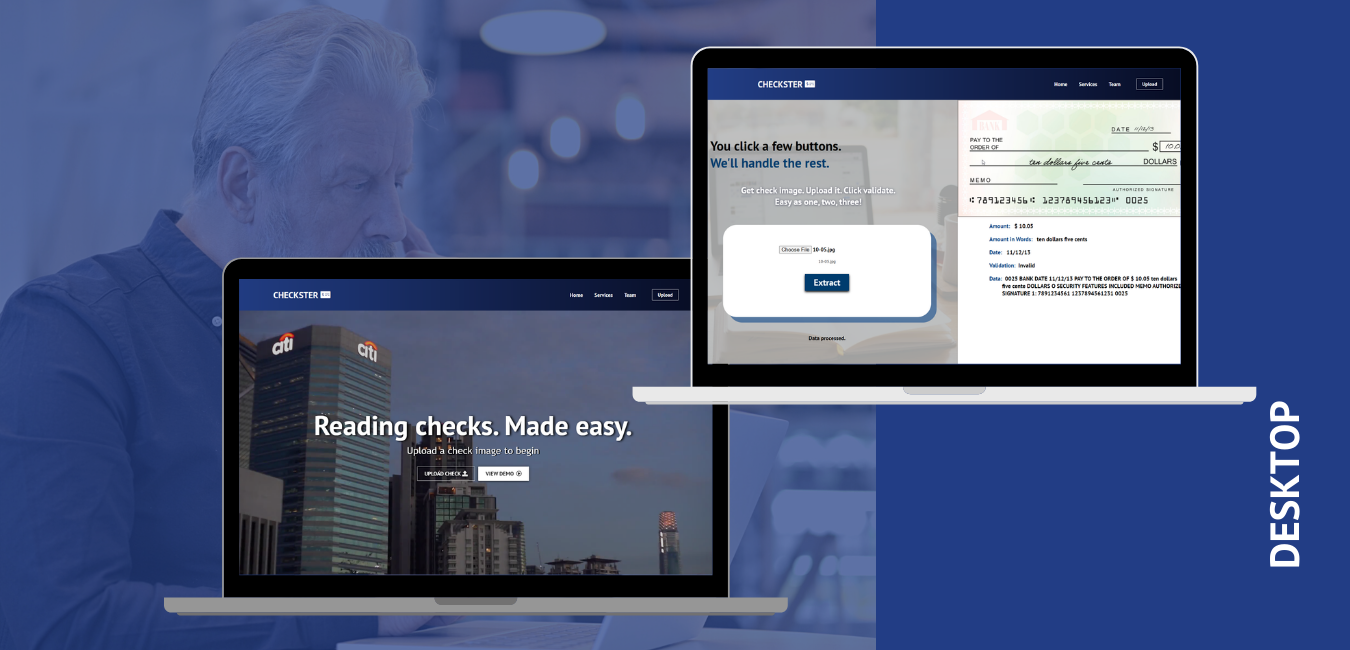 CHECKSTER
Home Services Team Upload
citi
citi
Reading checks. Made easy.
Upload a check image to begin
UPLOAD CHECK
VIEW DEMO
CHECKSTER
Home Services Team Upload
You click a few buttons.
We'll handle the rest.
Get check image. Upload it. Click validate.
Easy as one, two, three!
Choose File 10-05.jpg
10-05.jpg
Extract
Data processed.
BANK
DATE 11/12/13
PAY TO THE
ORDER OF
$ 10.0
ten dollars five cents DOLLARS
MEMO
AUTHORIZED SIGNATURE
⑆789123456⑆ 123789456123⑈ 0025
Amount: $ 10.05
Amount in Words: ten dollars five cents
Date: 11/12/13
Validation: Invalid
Data: 0025 BANK DATE 11/12/13 PAY TO THE ORDER OF $ 10.05 ten dollars
five cente DOLLARS O SECURITY FEATURES INCLUDED MEMO AUTHORIZE
SIGNATURE 1: 7891234561 1237894561231 0025
DESKTOP